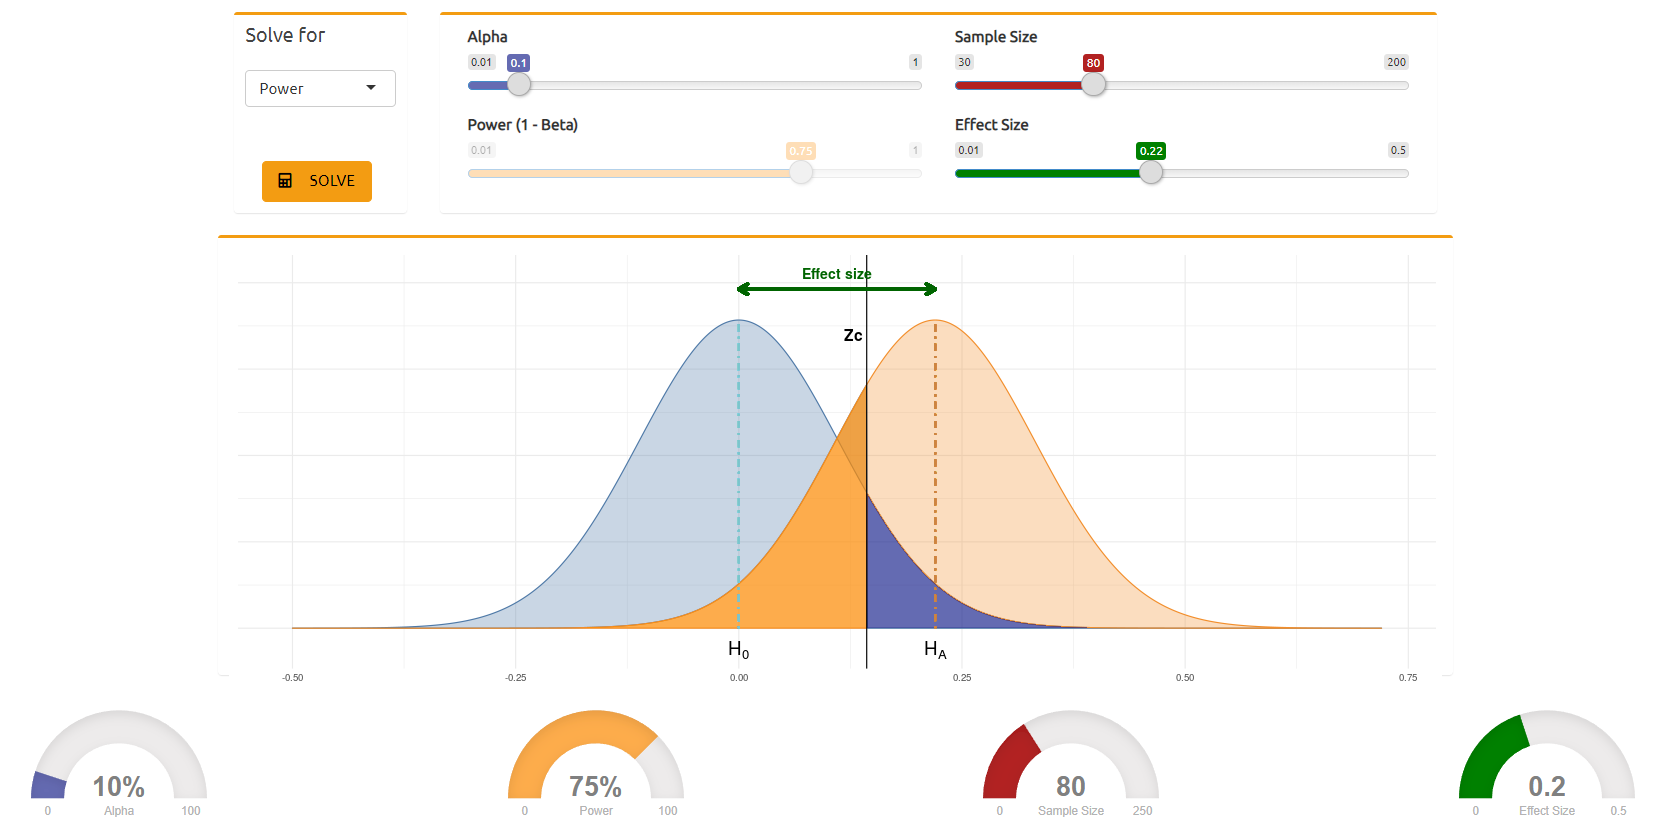 Solve for
Power
SOLVE
Alpha
0.01 0.1 1
Sample Size
30 80 200
Power (1 - Beta)
0.01 0.75 1
Effect Size
0.01 0.22 0.5
Effect size
Zc
H0 HA
-0.50 -0.25 0.00 0.25 0.50 0.75
10%
0 Alpha 100
75%
0 Power 100
80
0 Sample Size 250
0.2
0 Effect Size 0.5